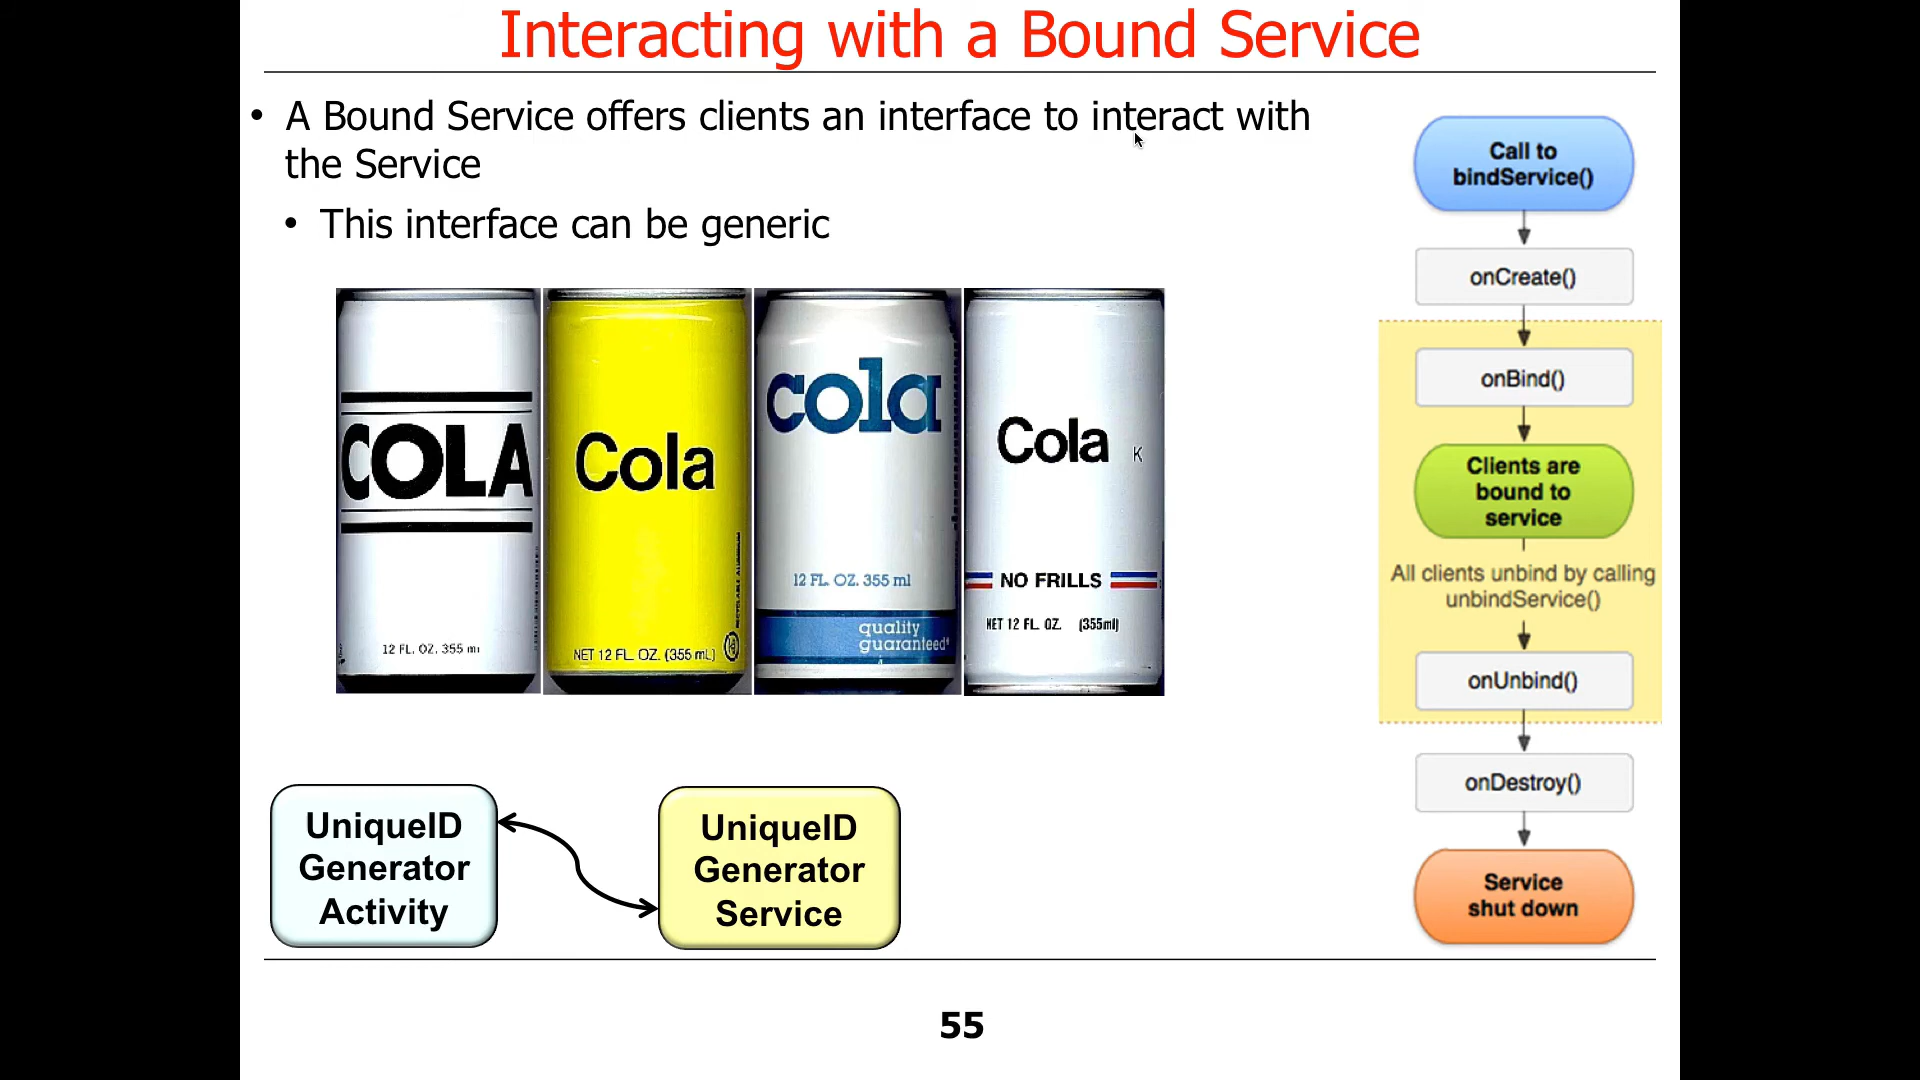 Interacting with a Bound Service
• A Bound Service offers clients an interface to interact with
the Service
• This interface can be generic
COLA
12 FL. OZ. 355 ml
Cola
NET 12 FL. OZ. (355 mL)
cola
12 FL. OZ. 355 ml
quality
guaranteed
Cola
K
NO FRILLS
NET 12 FL. OZ. (355ml)
UniqueID
Generator
Activity
UniqueID
Generator
Service
Call to
bindService()
onCreate()
onBind()
Clients are
bound to
service
All clients unbind by calling
unbindService()
onUnbind()
onDestroy()
Service
shut down
55